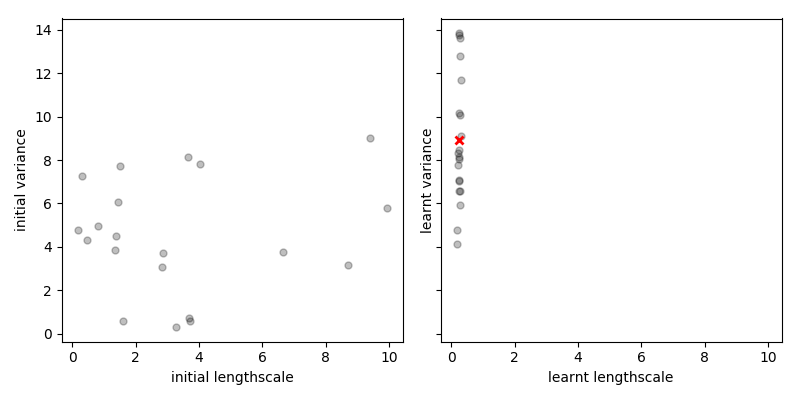 14
12
10
8
6
4
2
0
initial variance
0 2 4 6 8 10
initial lengthscale
learnt variance
0 2 4 6 8 10
learnt lengthscale